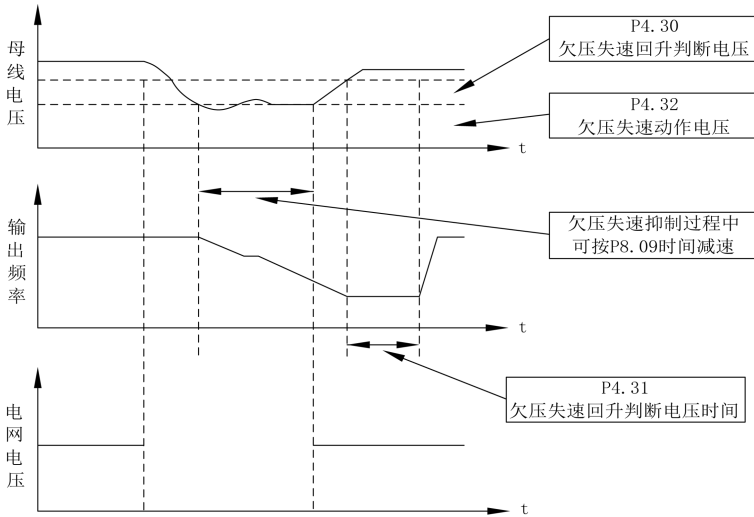 母线电压
P4.30
欠压失速回升判断电压
P4.32
欠压失速动作电压
t
输出频率
欠压失速抑制过程中
可按P8.09时间减速
t
P4.31
欠压失速回升判断电压时间
电网电压
t